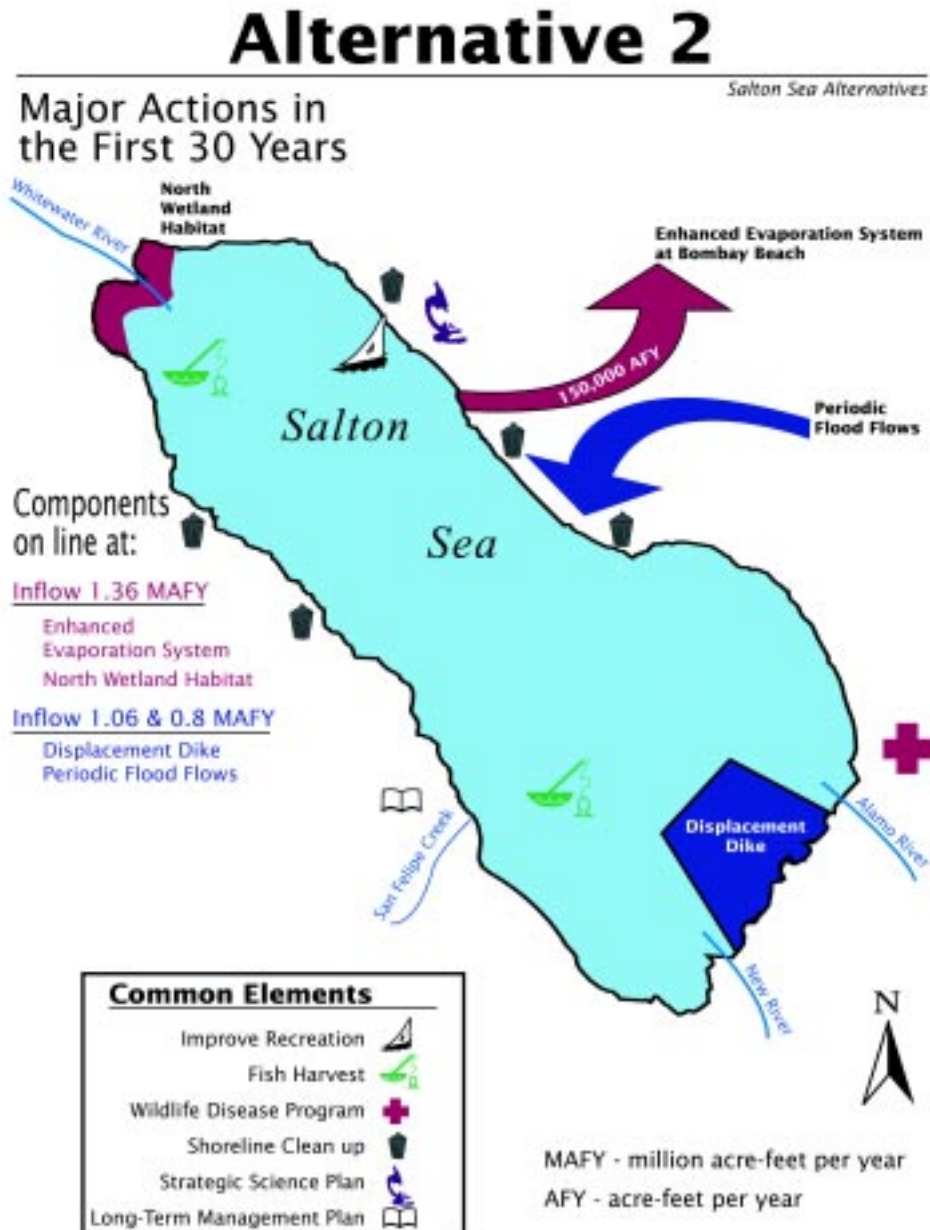 Alternative 2
Salton Sea Alternatives
Major Actions in
the First 30 Years
Whitewater River
North
Wetland
Habitat
Enhanced Evaporation System
at Bombay Beach
150,000 AFY
Periodic
Flood Flows
Salton
Sea
Components
on line at:
Inflow 1.36 MAFY
Enhanced
Evaporation System
North Wetland Habitat
Inflow 1.06 & 0.8 MAFY
Displacement Dike
Periodic Flood Flows
San Felipe Creek
Displacement
Dike
Alamo River
New River
N
Common Elements
Improve Recreation
Fish Harvest
Wildlife Disease Program
Shoreline Clean up
Strategic Science Plan
Long-Term Management Plan
MAFY - million acre-feet per year
AFY - acre-feet per year